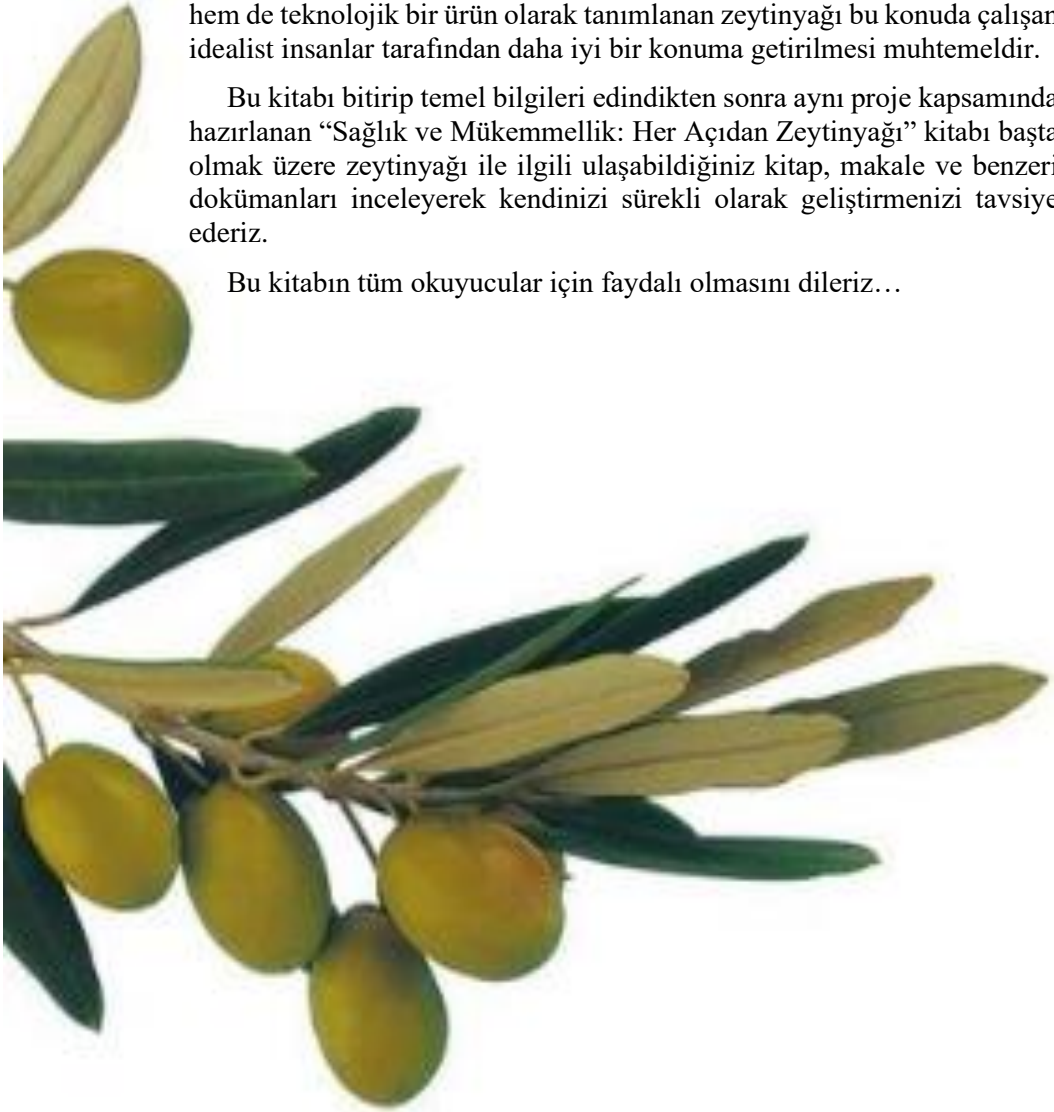 hem de teknolojik bir ürün olarak tanımlanan zeytinyağı bu konuda çalışan
idealist insanlar tarafından daha iyi bir konuma getirilmesi muhtemeldir.
Bu kitabı bitirip temel bilgileri edindikten sonra aynı proje kapsamında
hazırlanan “Sağlık ve Mükemmellik: Her Açıdan Zeytinyağı” kitabı başta
olmak üzere zeytinyağı ile ilgili ulaşabildiğiniz kitap, makale ve benzeri
dokümanları inceleyerek kendinizi sürekli olarak geliştirmenizi tavsiye
ederiz.
Bu kitabın tüm okuyucular için faydalı olmasını dileriz…